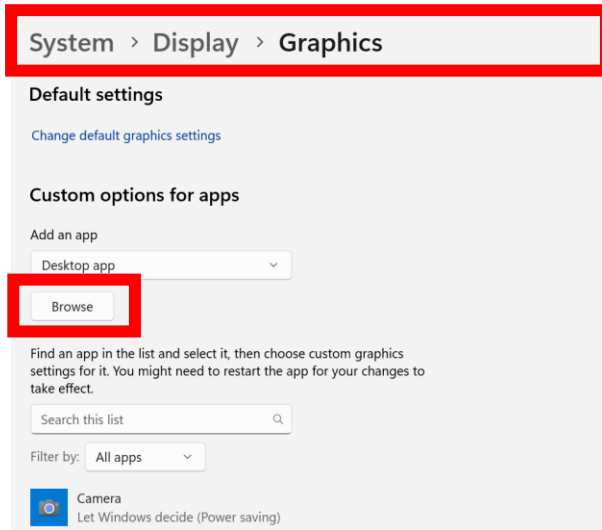 System > Display > Graphics
Default settings
Change default graphics settings
Custom options for apps
Add an app
Desktop app
Browse
Find an app in the list and select it, then choose custom graphics
settings for it. You might need to restart the app for your changes to
take effect.
Search this list
Filter by: All apps
Camera
Let Windows decide (Power saving)